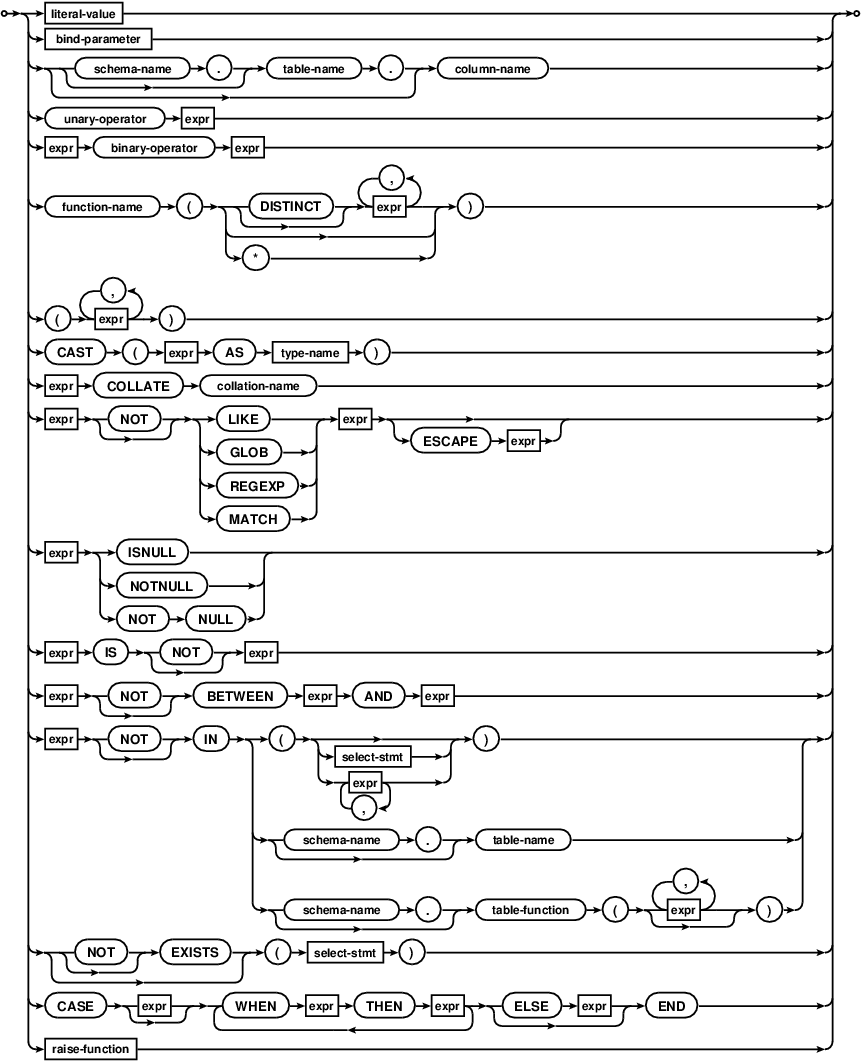 literal-value
bind-parameter
schema-name . table-name . column-name
unary-operator expr
expr binary-operator expr
,
function-name ( DISTINCT expr )
*
,
( expr )
CAST ( expr AS type-name )
expr COLLATE collation-name
expr NOT LIKE expr
GLOB ESCAPE expr
REGEXP
MATCH
expr ISNULL
NOTNULL
NOT NULL
expr IS NOT expr
expr NOT BETWEEN expr AND expr
expr NOT IN ( )
select-stmt
expr
,
schema-name . table-name
,
schema-name . table-function ( expr )
NOT EXISTS ( select-stmt )
CASE expr WHEN expr THEN expr ELSE expr END
raise-function